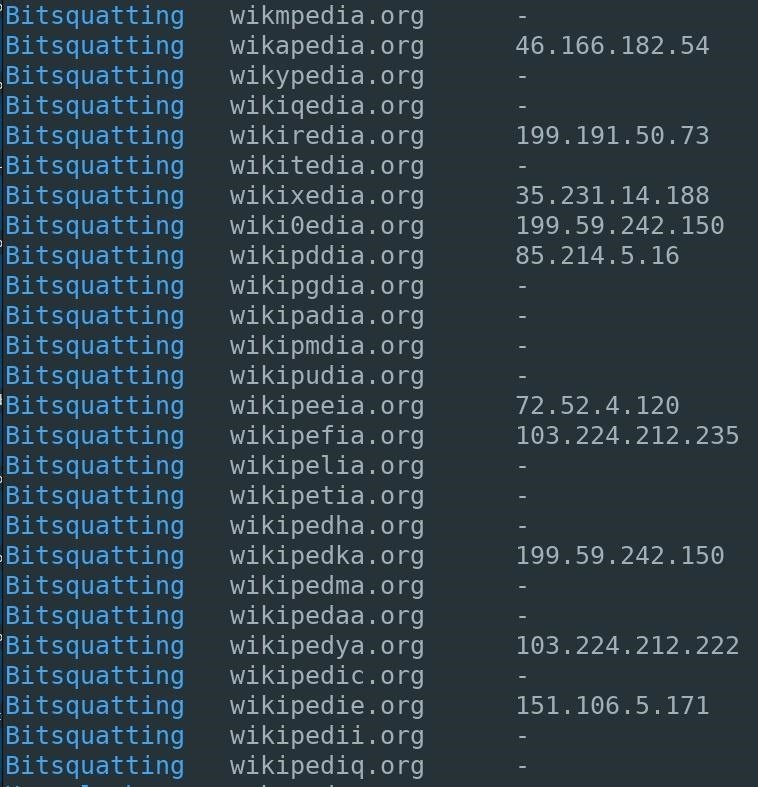 Bitsquatting wikmpedia.org -
Bitsquatting wikapedia.org 46.166.182.54
Bitsquatting wikypedia.org -
Bitsquatting wikiqedia.org -
Bitsquatting wikiredia.org 199.191.50.73
Bitsquatting wikitedia.org -
Bitsquatting wikixedia.org 35.231.14.188
Bitsquatting wiki0edia.org 199.59.242.150
Bitsquatting wikipddia.org 85.214.5.16
Bitsquatting wikipgdia.org -
Bitsquatting wikipadia.org -
Bitsquatting wikipmdia.org -
Bitsquatting wikipudia.org -
Bitsquatting wikipeeia.org 72.52.4.120
Bitsquatting wikipefia.org 103.224.212.235
Bitsquatting wikipelia.org -
Bitsquatting wikipetia.org -
Bitsquatting wikipedha.org -
Bitsquatting wikipedka.org 199.59.242.150
Bitsquatting wikipedma.org -
Bitsquatting wikipedaa.org -
Bitsquatting wikipedya.org 103.224.212.222
Bitsquatting wikipedic.org -
Bitsquatting wikipedie.org 151.106.5.171
Bitsquatting wikipedii.org -
Bitsquatting wikipediq.org -